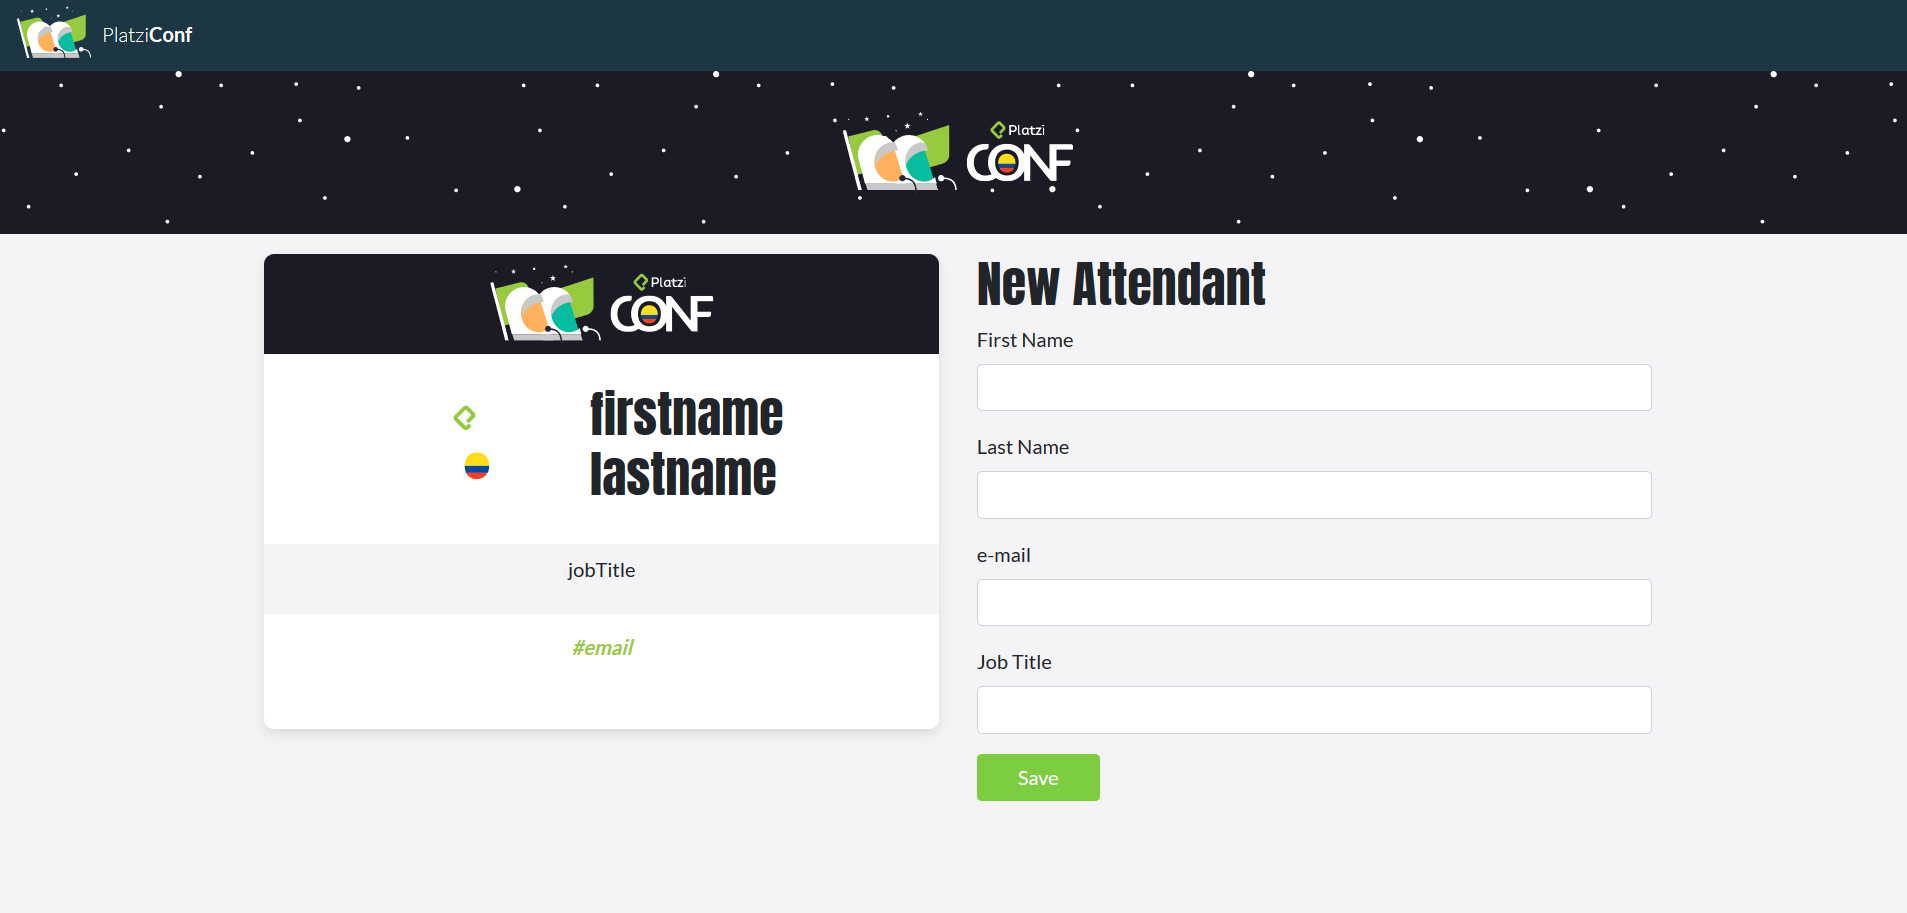 PlatziConf
Platzi
CONF
Platzi
CONF
firstname
lastname
jobTitle
#email
New Attendant
First Name
Last Name
e-mail
Job Title
Save